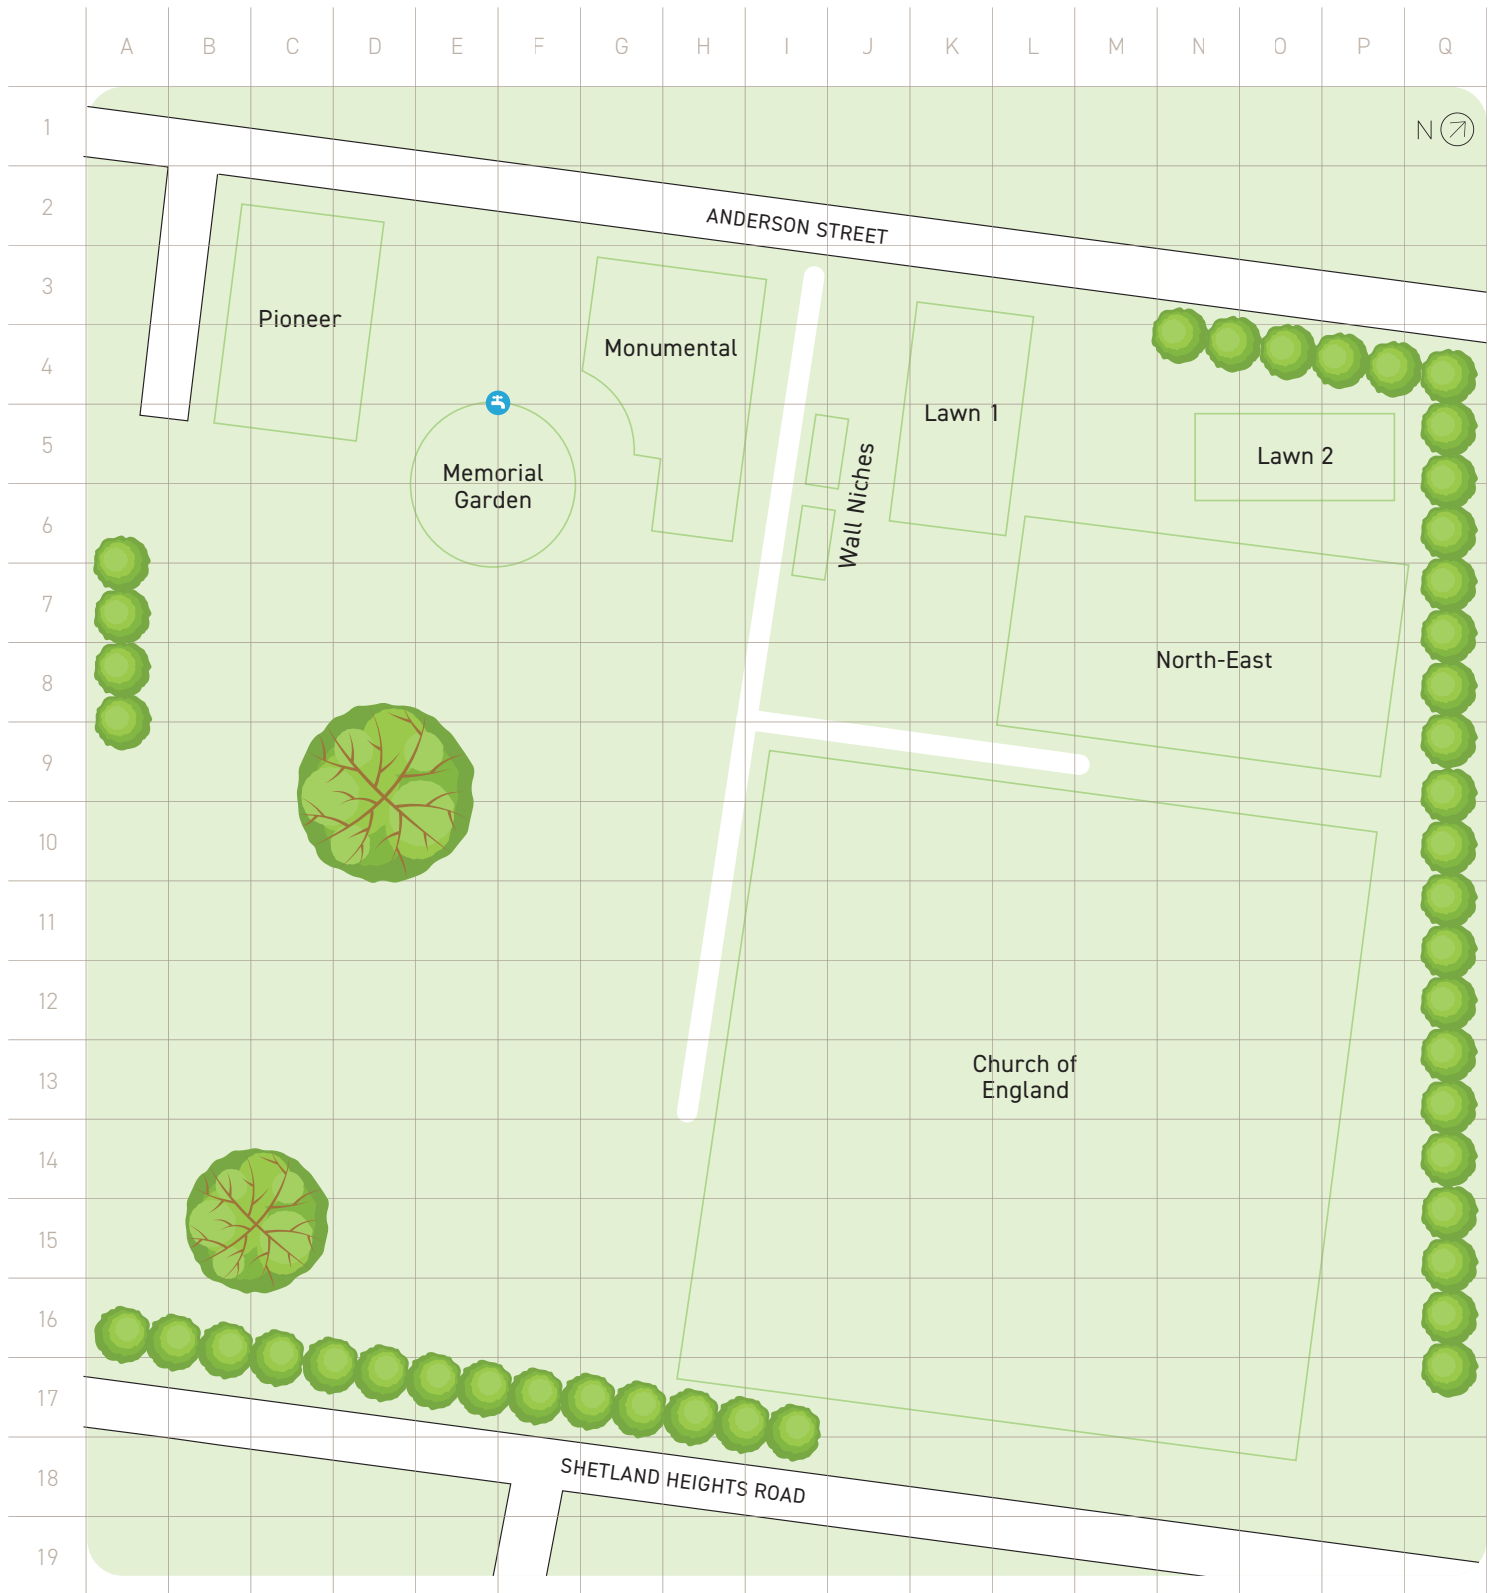 A B C D E F G H I J K L M N O P Q
1
N
2
ANDERSON STREET
3
Pioneer
4
Monumental
Lawn 1
5
Lawn 2
Memorial
Garden
Wall Niches
6
7
North-East
8
9
10
11
12
Church of
England
13
14
15
16
17
SHETLAND HEIGHTS ROAD
18
19